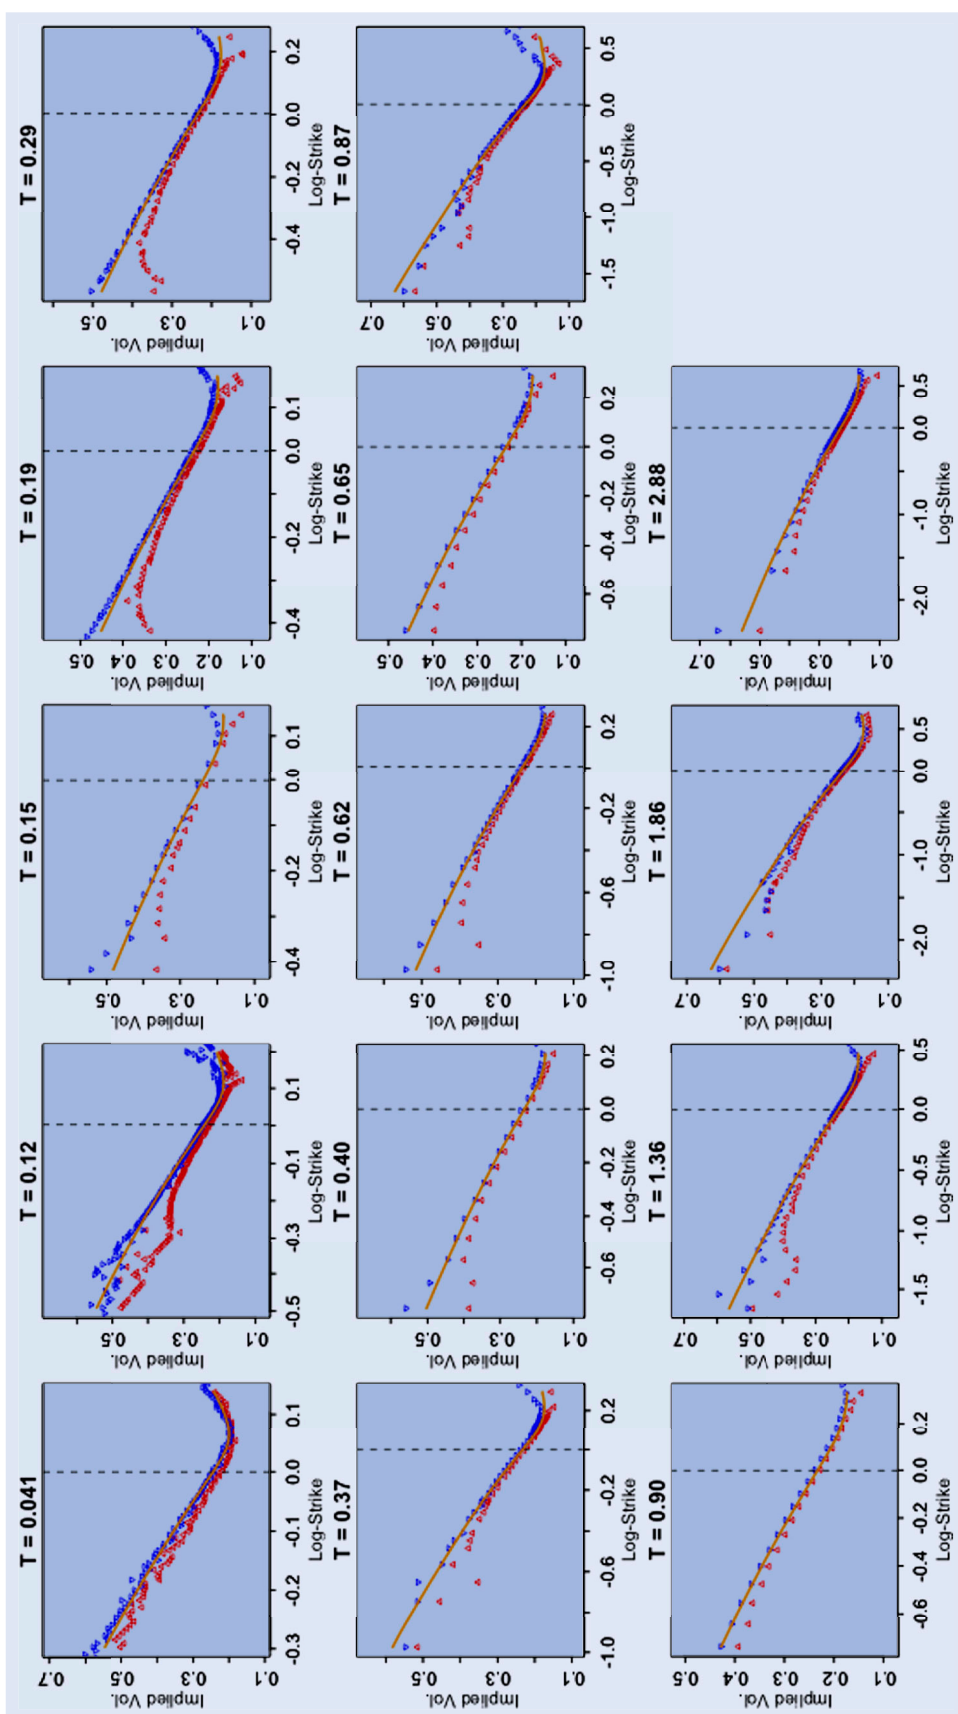 T = 0.041
Implied Vol.
0.7
0.5
0.3
0.1
-0.3 -0.2 -0.1 0.0 0.1
Log-Strike
T = 0.12
Implied Vol.
0.5
0.3
0.1
-0.5 -0.3 -0.1 0.1
Log-Strike
T = 0.15
Implied Vol.
0.5
0.3
0.1
-0.4 -0.2 0.0 0.1
Log-Strike
T = 0.19
Implied Vol.
0.5
0.4
0.2
0.1
-0.4 -0.2 0.0 0.1
Log-Strike
T = 0.29
Implied Vol.
0.5
0.3
0.1
-0.4 -0.2 0.0 0.2
Log-Strike
T = 0.37
Implied Vol.
0.5
0.3
0.1
-1.0 -0.6 -0.2 0.2
Log-Strike
T = 0.40
Implied Vol.
0.5
0.3
0.1
-0.6 -0.4 -0.2 0.0 0.2
Log-Strike
T = 0.62
Implied Vol.
0.5
0.3
0.1
-1.0 -0.6 -0.2 0.2
Log-Strike
T = 0.65
Implied Vol.
0.4
0.3
0.2
0.1
-0.6 -0.4 -0.2 0.0 0.2
Log-Strike
T = 0.87
Implied Vol.
0.7
0.5
0.3
0.1
-1.5 -1.0 -0.5 0.0 0.5
Log-Strike
T = 0.90
Implied Vol.
0.5
0.4
0.3
0.2
-0.6 -0.4 -0.2 0.0 0.2
Log-Strike
T = 1.36
Implied Vol.
0.7
0.5
0.3
0.1
-1.5 -1.0 -0.5 0.0 0.5
Log-Strike
T = 1.86
Implied Vol.
0.7
0.5
0.3
0.1
-2.0 -1.0 0.0 0.5
Log-Strike
T = 2.88
Implied Vol.
0.7
0.5
0.3
0.1
-2.0 -1.0 0.0 0.5
Log-Strike